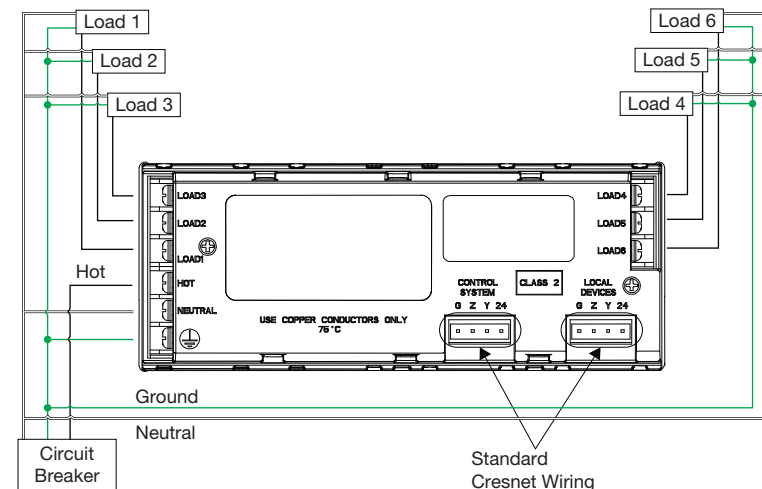 Load 1
Load 6
Load 2
Load 5
Load 3
Load 4
LOAD3
LOAD4
LOAD2
LOAD5
LOAD1
LOAD6
Hot
HOT
CONTROL
SYSTEM
CLASS 2
LOCAL
DEVICES
G Z Y 24
G Z Y 24
NEUTRAL
USE COPPER CONDUCTORS ONLY
75°C
Ground
Neutral
Circuit
Breaker
Standard
Cresnet Wiring